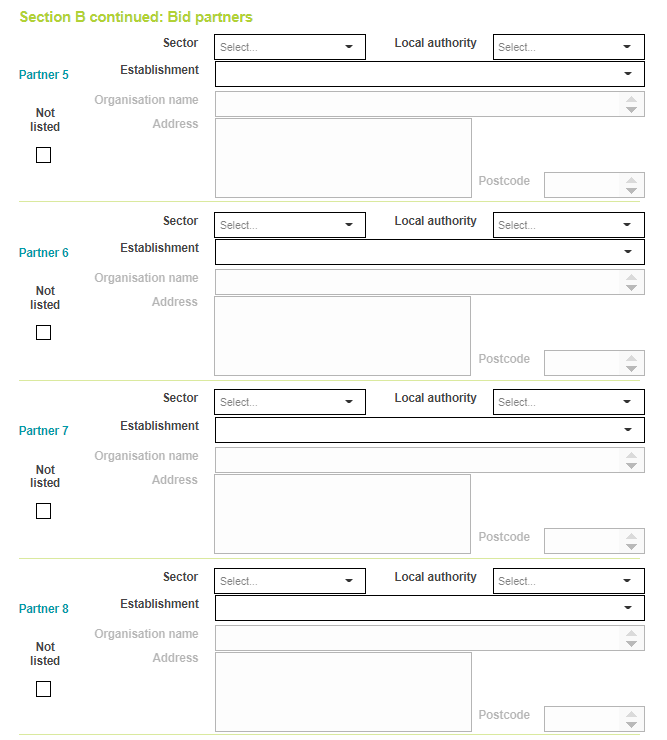 Section B continued: Bid partners
Sector Select... Local authority Select...
Partner 5 Establishment
Organisation name
Not listed Address
Postcode
Sector Select... Local authority Select...
Partner 6 Establishment
Organisation name
Not listed Address
Postcode
Sector Select... Local authority Select...
Partner 7 Establishment
Organisation name
Not listed Address
Postcode
Sector Select... Local authority Select...
Partner 8 Establishment
Organisation name
Not listed Address
Postcode